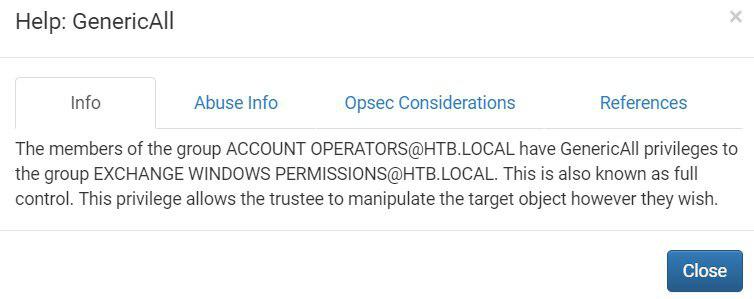 Help: GenericAll
×
Info
Abuse Info
Opsec Considerations
References
The members of the group ACCOUNT OPERATORS@HTB.LOCAL have GenericAll privileges to
the group EXCHANGE WINDOWS PERMISSIONS@HTB.LOCAL. This is also known as full
control. This privilege allows the trustee to manipulate the target object however they wish.
Close